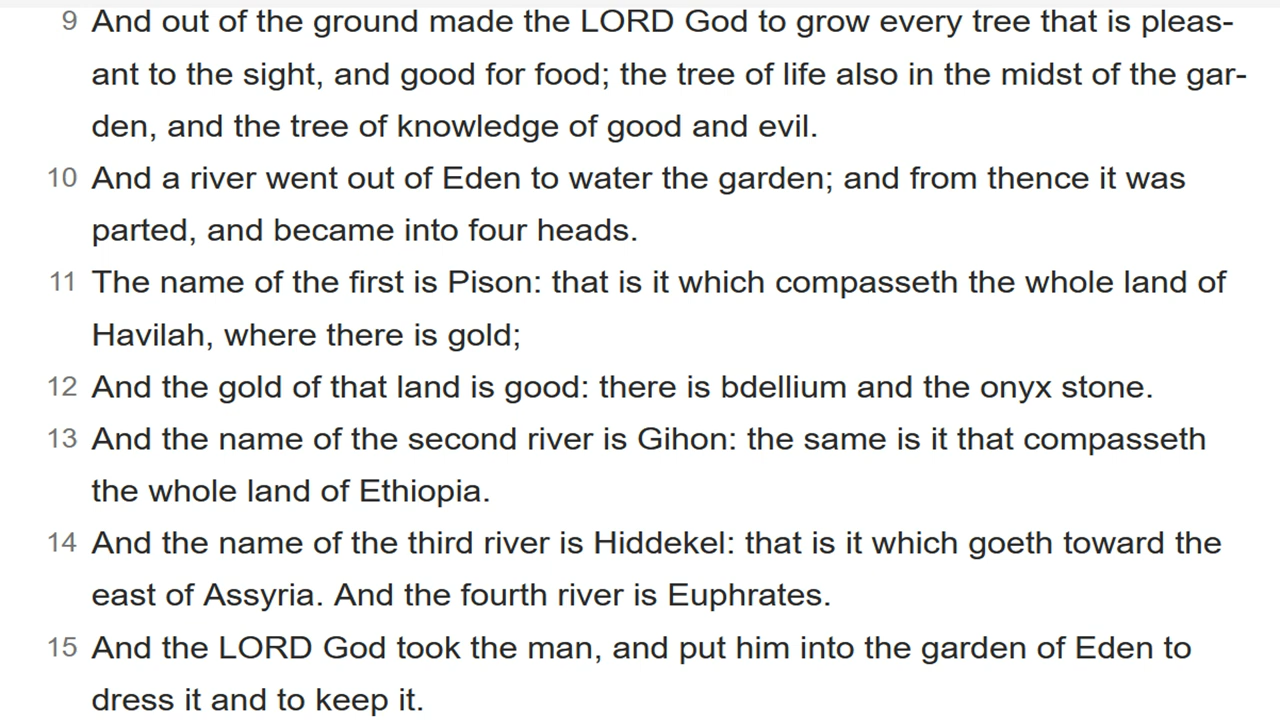 9 And out of the ground made the LORD God to grow every tree that is pleas-
ant to the sight, and good for food; the tree of life also in the midst of the gar-
den, and the tree of knowledge of good and evil.
10 And a river went out of Eden to water the garden; and from thence it was
parted, and became into four heads.
11 The name of the first is Pison: that is it which compasseth the whole land of
Havilah, where there is gold;
12 And the gold of that land is good: there is bdellium and the onyx stone.
13 And the name of the second river is Gihon: the same is it that compasseth
the whole land of Ethiopia.
14 And the name of the third river is Hiddekel: that is it which goeth toward the
east of Assyria. And the fourth river is Euphrates.
15 And the LORD God took the man, and put him into the garden of Eden to
dress it and to keep it.